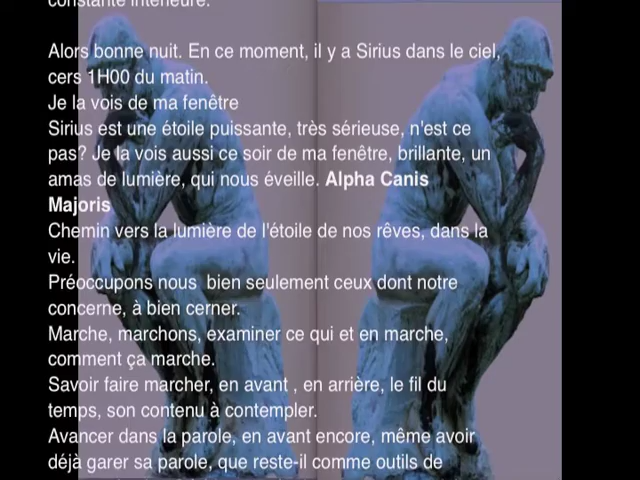 constante intérieure.
Alors bonne nuit. En ce moment, il y a Sirius dans le ciel,
cers 1H00 du matin.
Je la vois de ma fenêtre
Sirius est une étoile puissante, très sérieuse, n'est ce
pas? Je la vois aussi ce soir de ma fenêtre, brillante, un
amas de lumière, qui nous éveille. Alpha Canis
Majoris
Chemin vers la lumière de l'étoile de nos rêves, dans la
vie.
Préoccupons nous bien seulement ceux dont notre
concerne, à bien cerner.
Marche, marchons, examiner ce qui et en marche,
comment ça marche.
Savoir faire marcher, en avant , en arrière, le fil du
temps, son contenu à contempler.
Avancer dans la parole, en avant encore, même avoir
déjà garer sa parole, que reste-il comme outils de